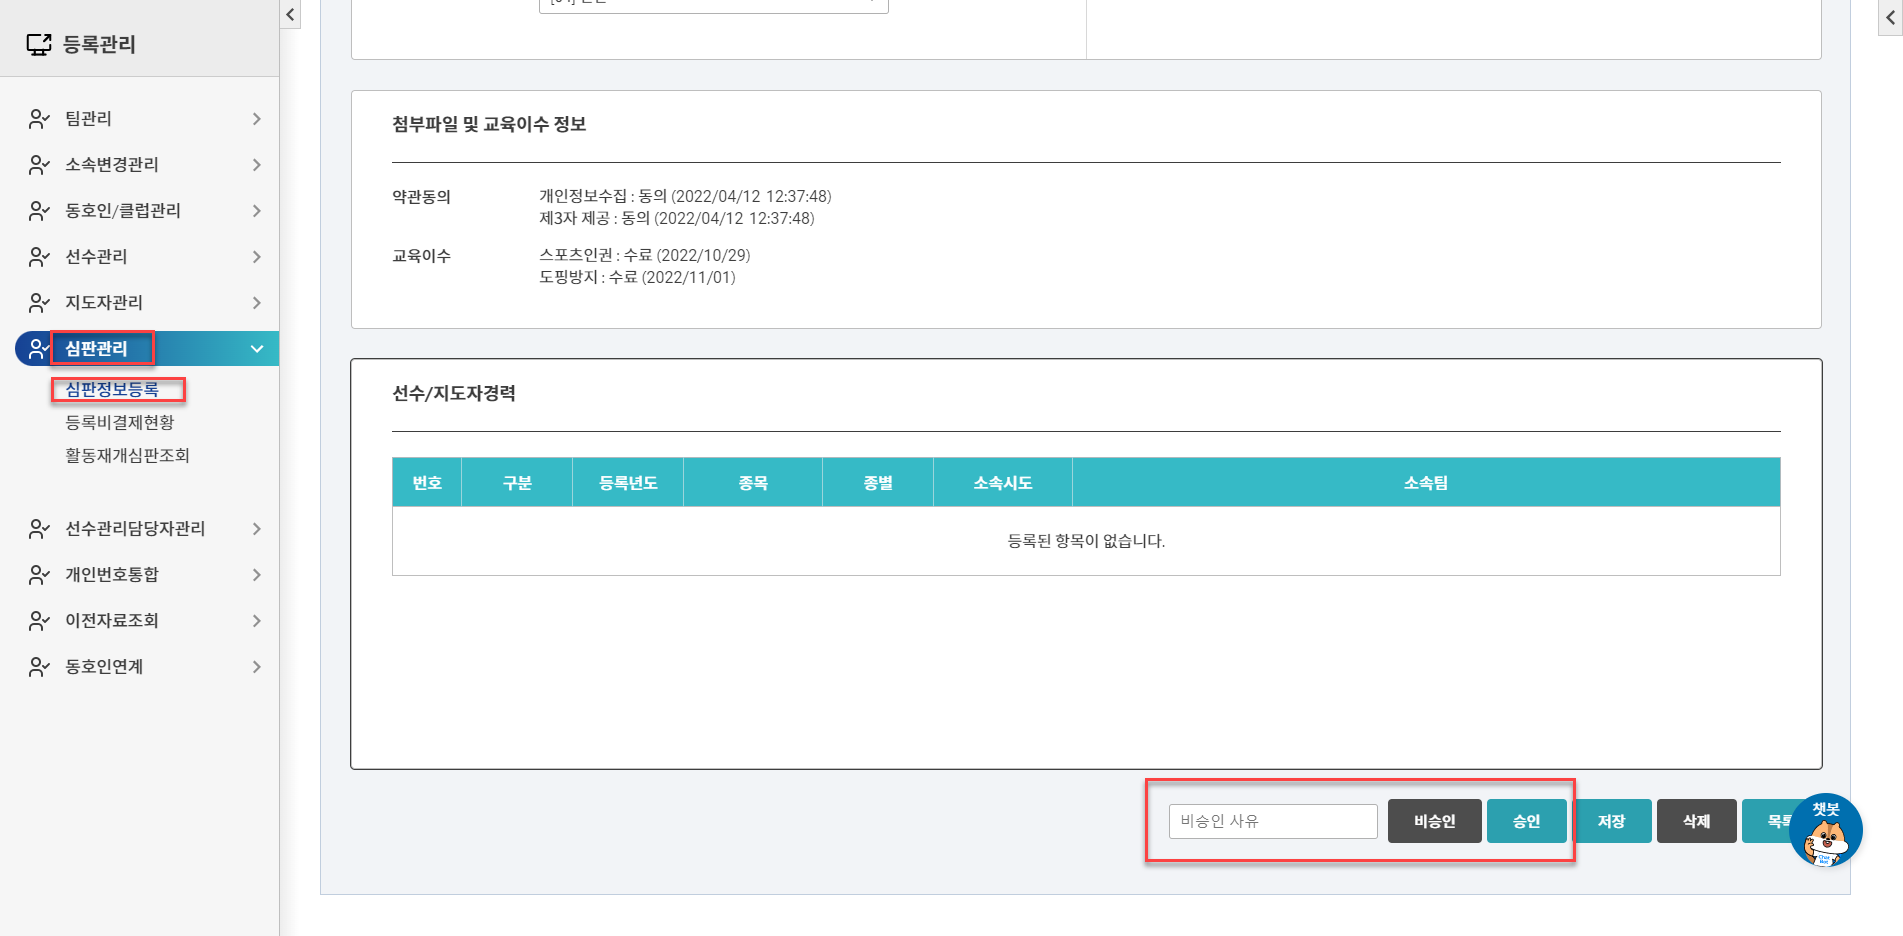 등록관리
팀관리
소속변경관리
동호인/클럽관리
선수관리
지도자관리
심판관리
심판정보등록
등록비결제현황
활동재개심판조회
선수관리담당자관리
개인번호통합
이전자료조회
동호인연계
첨부파일 및 교육이수 정보
약관동의
개인정보수집 : 동의 (2022/04/12 12:37:48)
제3자 제공 : 동의 (2022/04/12 12:37:48)
교육이수
스포츠인권 : 수료 (2022/10/29)
도핑방지 : 수료 (2022/11/01)
선수/지도자경력
번호 구분 등록년도 종목 종별 소속시도 소속팀
등록된 항목이 없습니다.
비승인 사유 비승인 승인 저장 삭제
챗봇